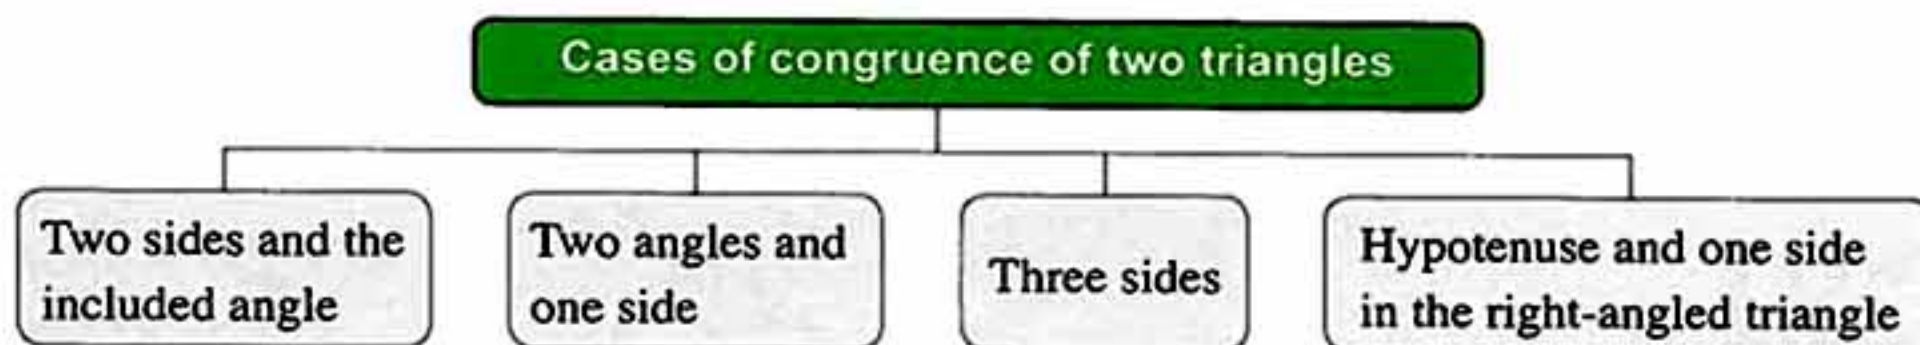 Cases of congruence of two triangles
Two sides and the
included angle
Two angles and
one side
Three sides
Hypotenuse and one side
in the right-angled triangle